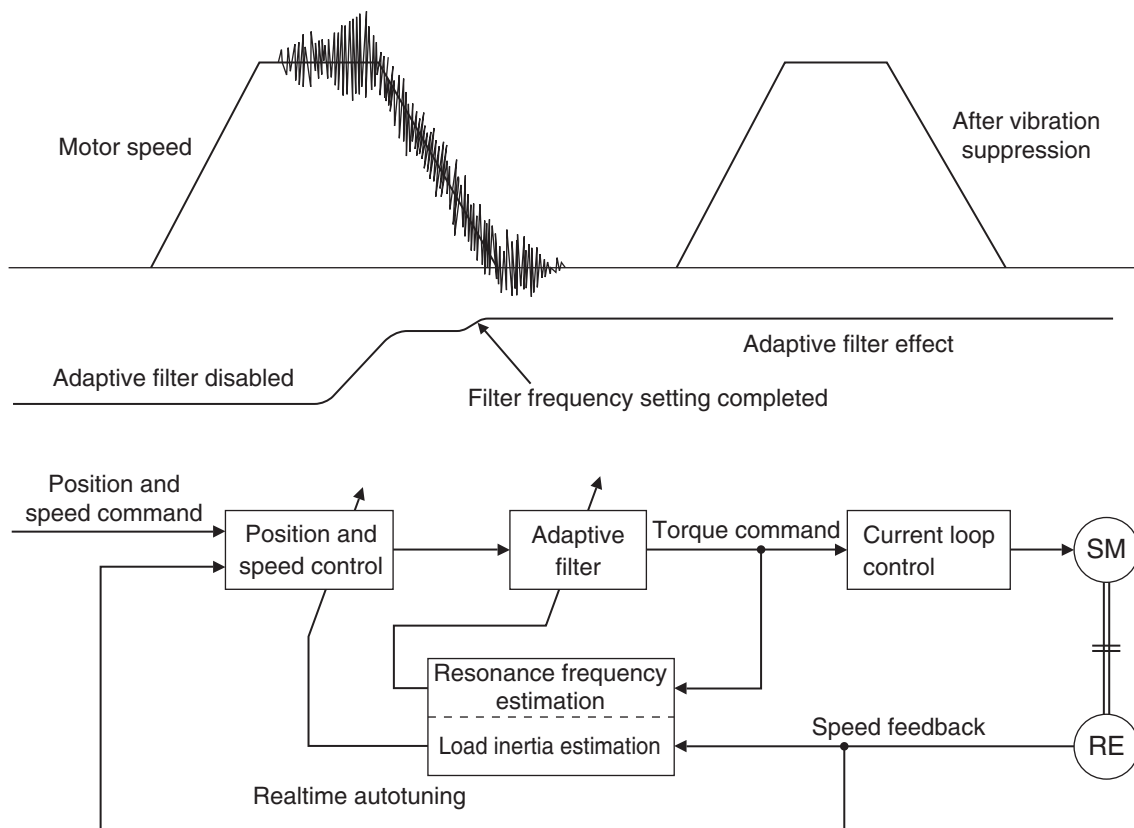 Motor speed
After vibration
suppression
Adaptive filter disabled
Adaptive filter effect
Filter frequency setting completed
Position and
speed command
Position and
speed control
Adaptive
filter
Torque command
Current loop
control
SM
Resonance frequency
estimation
Load inertia estimation
Speed feedback
RE
Realtime autotuning